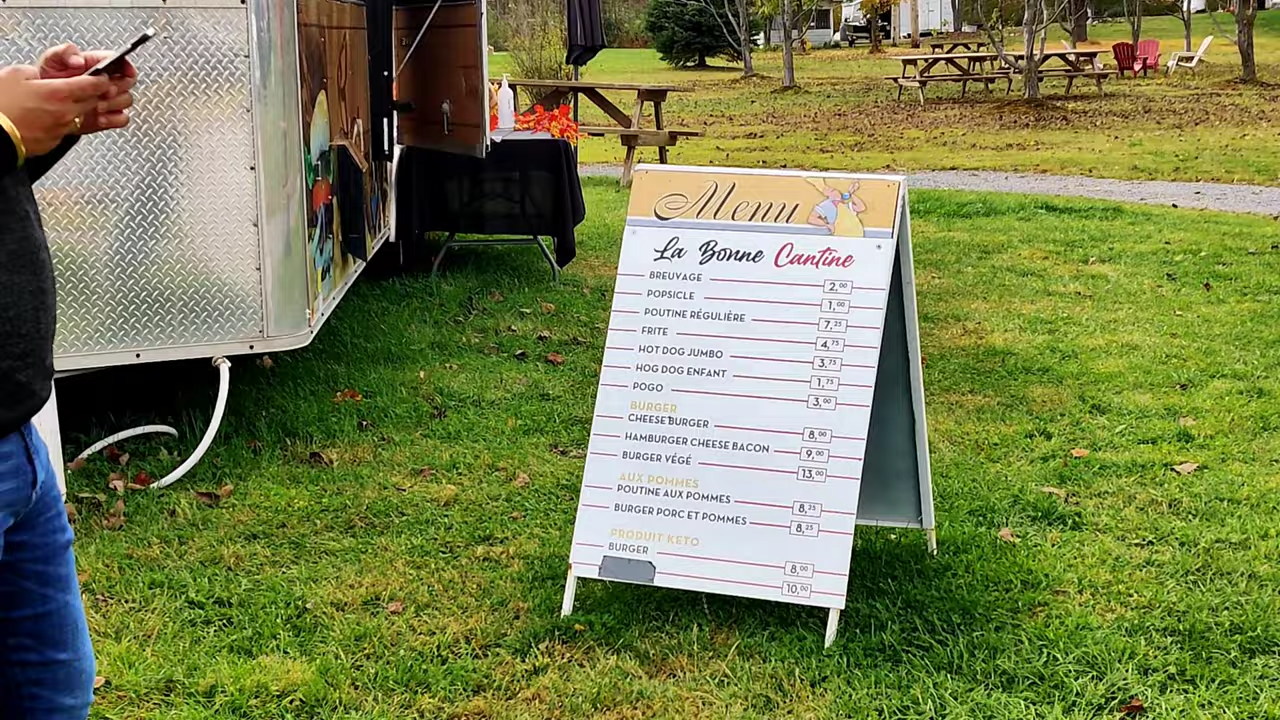 Menu
La Bonne Cantine
BREUVAGE 2,00
POPSICLE 1,00
POUTINE RÉGULIÈRE 7,25
FRITE 4,75
HOT DOG JUMBO 3,75
HOG DOG ENFANT 1,75
POGO 3,00
BURGER
CHEESE BURGER 8,00
HAMBURGER CHEESE BACON 9,00
BURGER VÉGÉ 13,00
AUX POMMES
POUTINE AUX POMMES 8,25
BURGER PORC ET POMMES 8,25
PRODUIT KETO
BURGER 8,00
10,00